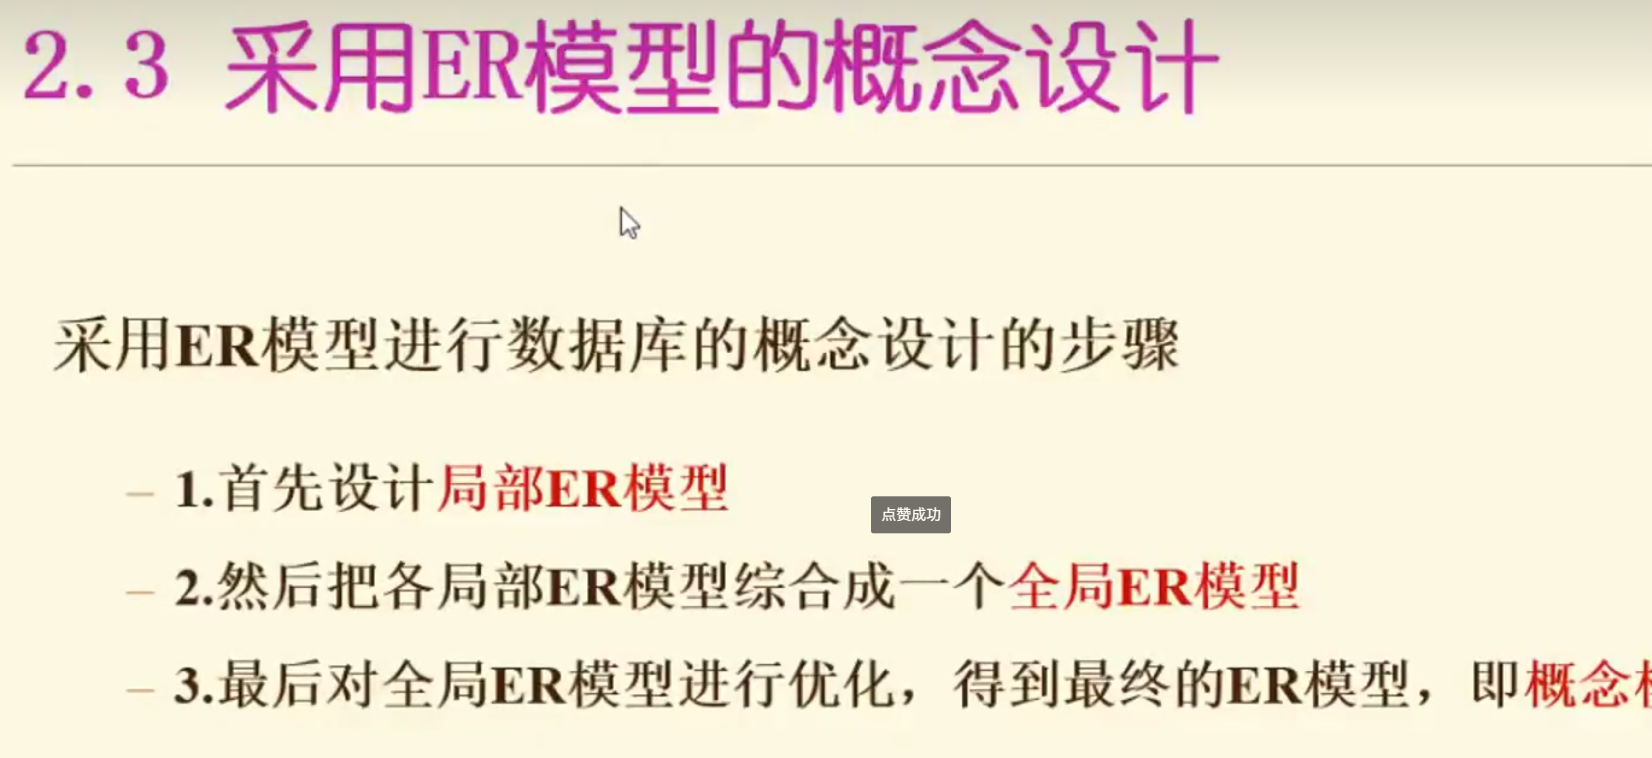 2.3 采用ER模型的概念设计
采用ER模型进行数据库的概念设计的步骤
– 1.首先设计局部ER模型
点赞成功
– 2.然后把各局部ER模型综合成一个全局ER模型
– 3.最后对全局ER模型进行优化，得到最终的ER模型，即概念